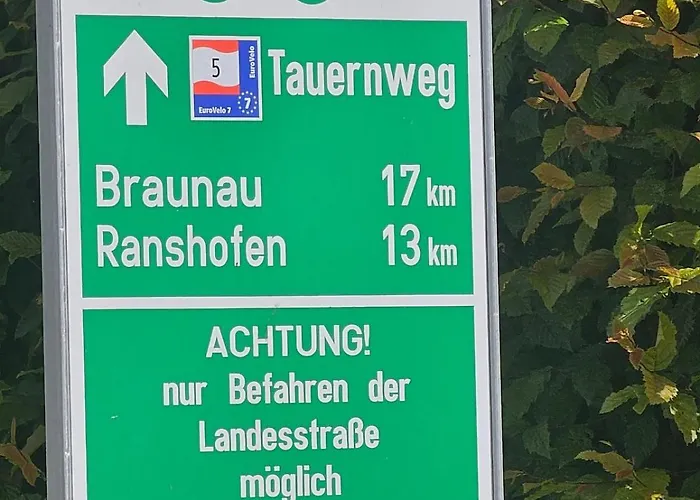 5
EuroVelo
EuroVelo 7
7
Tauernweg
Braunau 17 km
Ranshofen 13 km
ACHTUNG!
nur Befahren der
Landesstraße
möglich